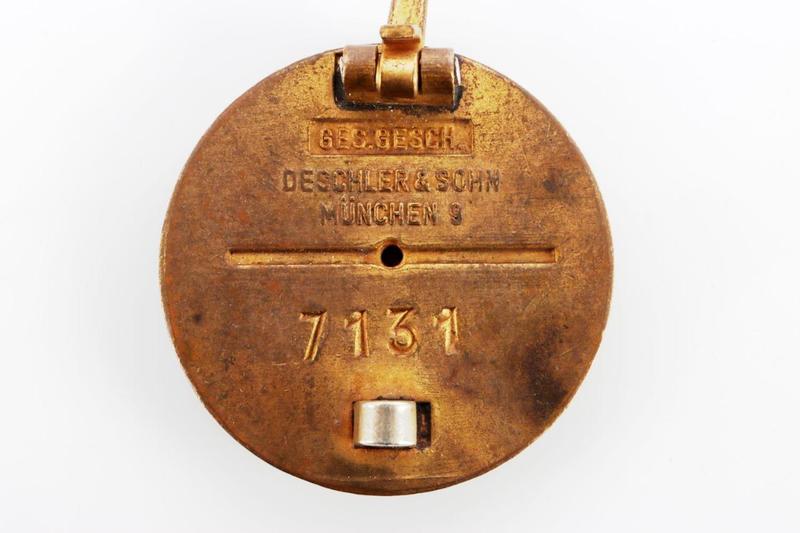 GES.GESCH.
DESCHLER & SOHN
MÜNCHEN 9
7131